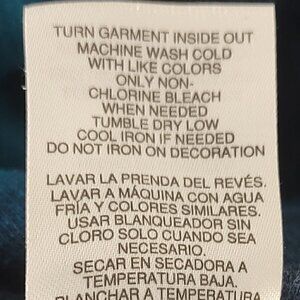 TURN GARMENT INSIDE OUT
MACHINE WASH COLD
WITH LIKE COLORS
ONLY NON-
CHLORINE BLEACH
WHEN NEEDED
TUMBLE DRY LOW
COOL IRON IF NEEDED
DO NOT IRON ON DECORATION
LAVAR LA PRENDA DEL REVÉS.
LAVAR A MÁQUINA CON AGUA
FRÍA Y COLORES SIMILARES.
USAR BLANQUEADOR SIN
CLORO SOLO CUANDO SEA
NECESARIO.
SECAR EN SECADORA A
TEMPERATURA BAJA.
PLANCHAR A TEMPERATURA